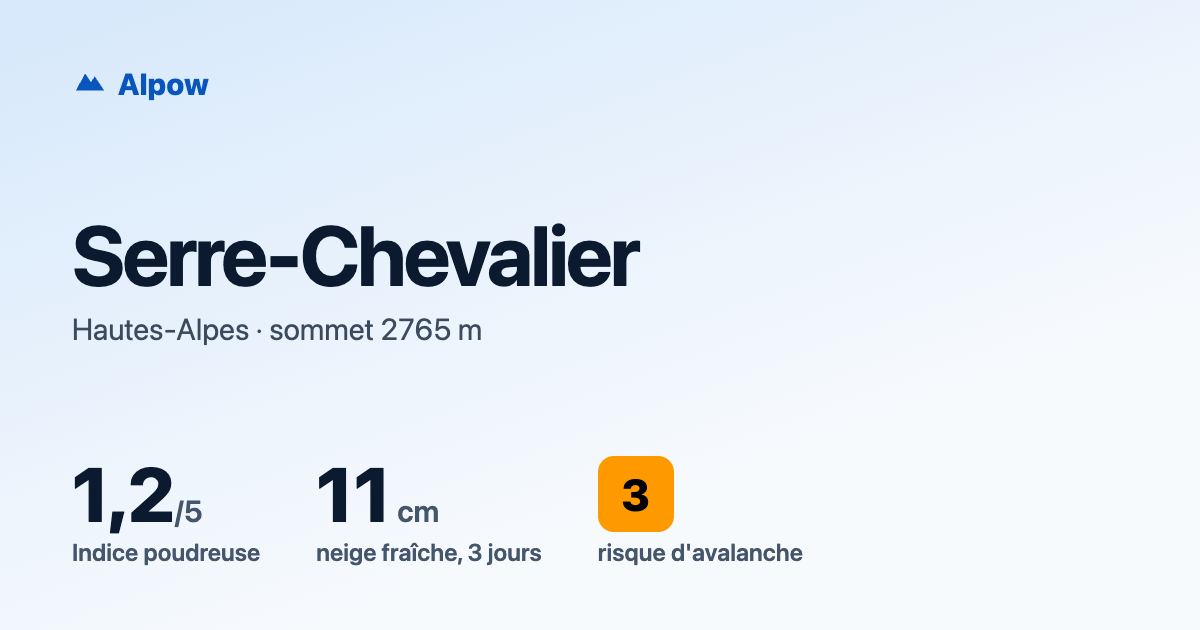 Alpow
Serre-Chevalier
Hautes-Alpes · sommet 2765 m
1,2/5
Indice poudreuse
11 cm
neige fraîche, 3 jours
3
risque d'avalanche